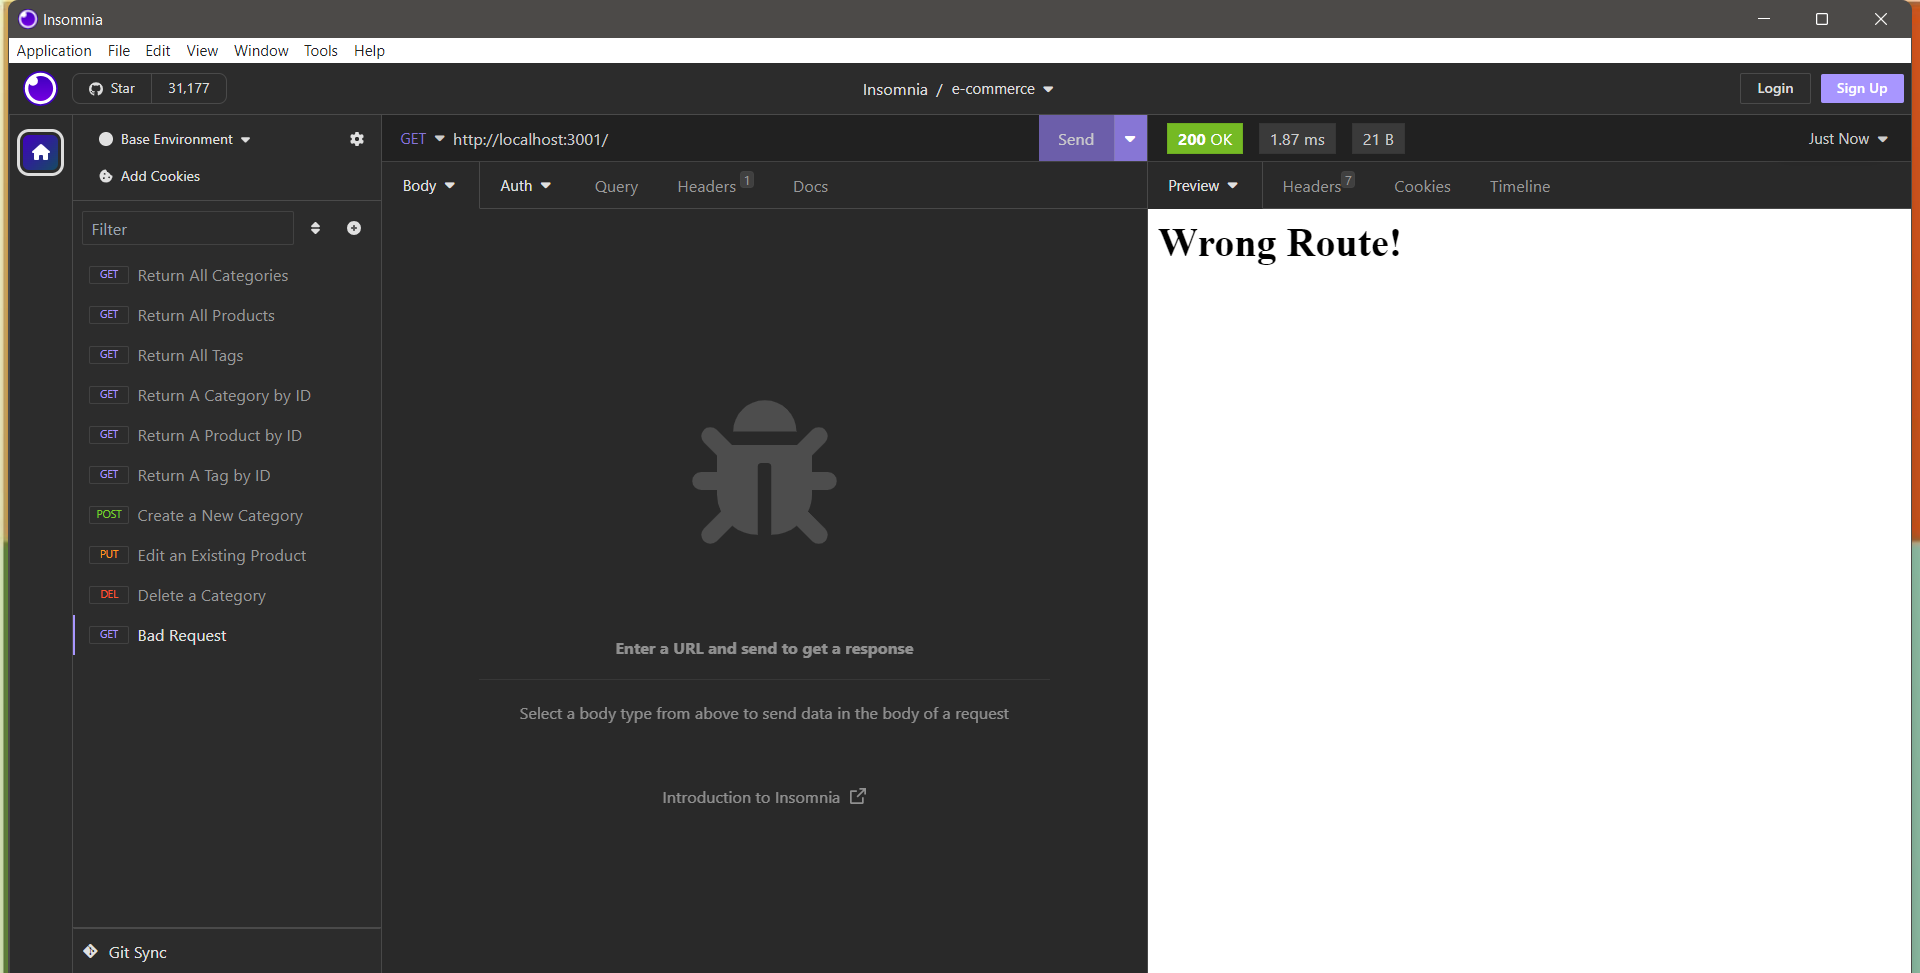 Insomnia
Application File Edit View Window Tools Help
Star 31,177
Insomnia / e-commerce
Login Sign Up
Base Environment
Add Cookies
Filter
GET Return All Categories
GET Return All Products
GET Return All Tags
GET Return A Category by ID
GET Return A Product by ID
GET Return A Tag by ID
POST Create a New Category
PUT Edit an Existing Product
DEL Delete a Category
GET Bad Request
Git Sync
GET http://localhost:3001/ Send
Body Auth Query Headers 1 Docs
Enter a URL and send to get a response
Select a body type from above to send data in the body of a request
Introduction to Insomnia
200 OK 1.87 ms 21 B Just Now
Preview Headers 7 Cookies Timeline
Wrong Route!